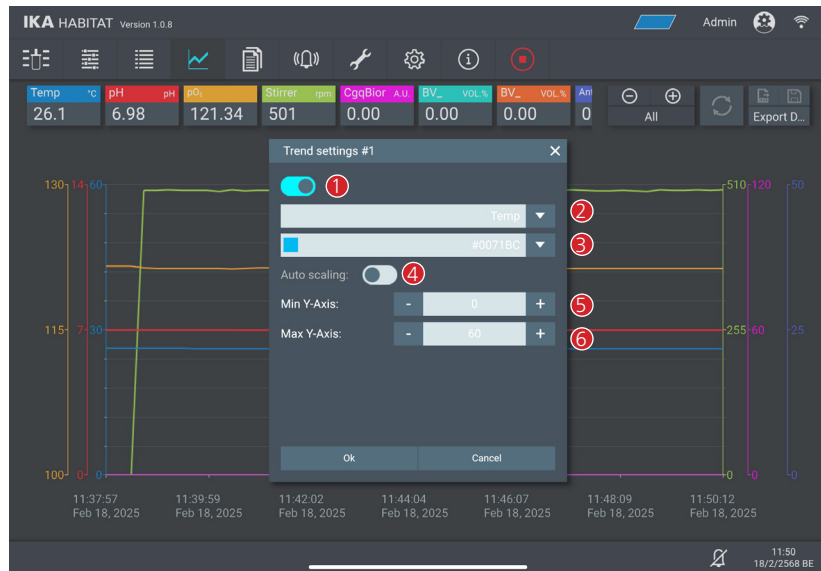 IKA HABITAT Version 1.0.8
Admin
Temp °C
26.1
pH pH
6.98
pO₂
121.34
Stirrer rpm
501
CgqBior A.U
0.00
BV_ VOL.%
0.00
BV_ VOL.%
0.00
Ant
0
All
Export D...
Trend settings #1
1
Temp
2
#0071BC
3
Auto scaling:
4
Min Y-Axis:
-
0
+
5
Max Y-Axis:
-
60
+
6
Ok
Cancel
130 14 60
115 7 30
100 0 0
510 120 50
255 60 25
0 0 0
11:37:57
Feb 18, 2025
11:39:59
Feb 18, 2025
11:42:02
Feb 18, 2025
11:44:04
Feb 18, 2025
11:46:07
Feb 18, 2025
11:48:09
Feb 18, 2025
11:50:12
Feb 18, 2025
11:50
18/2/2568 BE